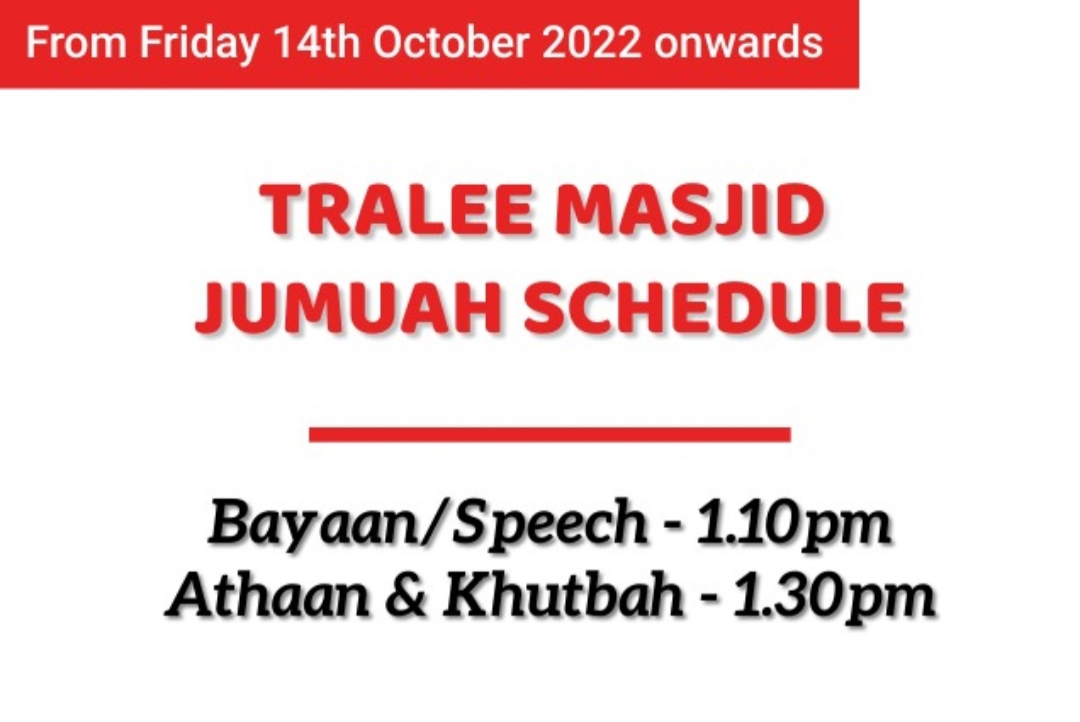 From Friday 14th October 2022 onwards
TRALEE MASJID
JUMUAH SCHEDULE
Bayaan/Speech - 1.10pm
Athaan & Khutbah - 1.30pm